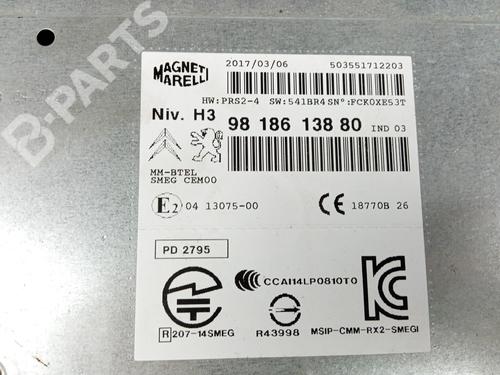 MAGNETI
MARELLI
2017/03/06
503551712203
HW:PRS2-4 SW:541BR4 SN°:FCK0XE53T
Niv. H3
98 186 138 80 IND 03
MM-BTEL
SMEG CEM00
E2 04 13075-00
CE 18770B 26
PD 2795
CCAI14LP0810T0
R 207-14SMEG
R43998
MSIP-CMM-RX2-SMEGI
B-PARTS